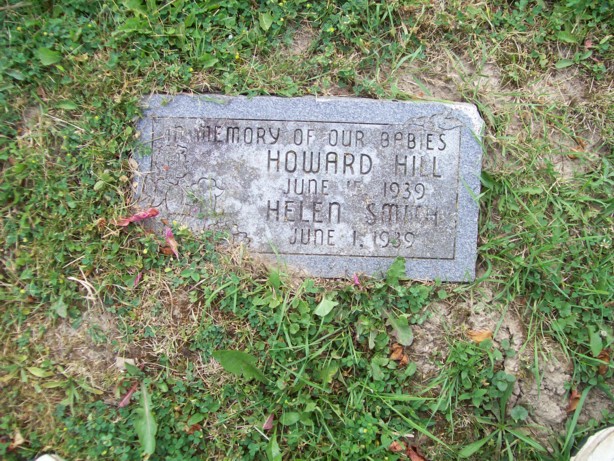 IN MEMORY OF OUR BABIES
HOWARD HILL
JUNE 1939
HELEN SMITH
JUNE 1, 1939